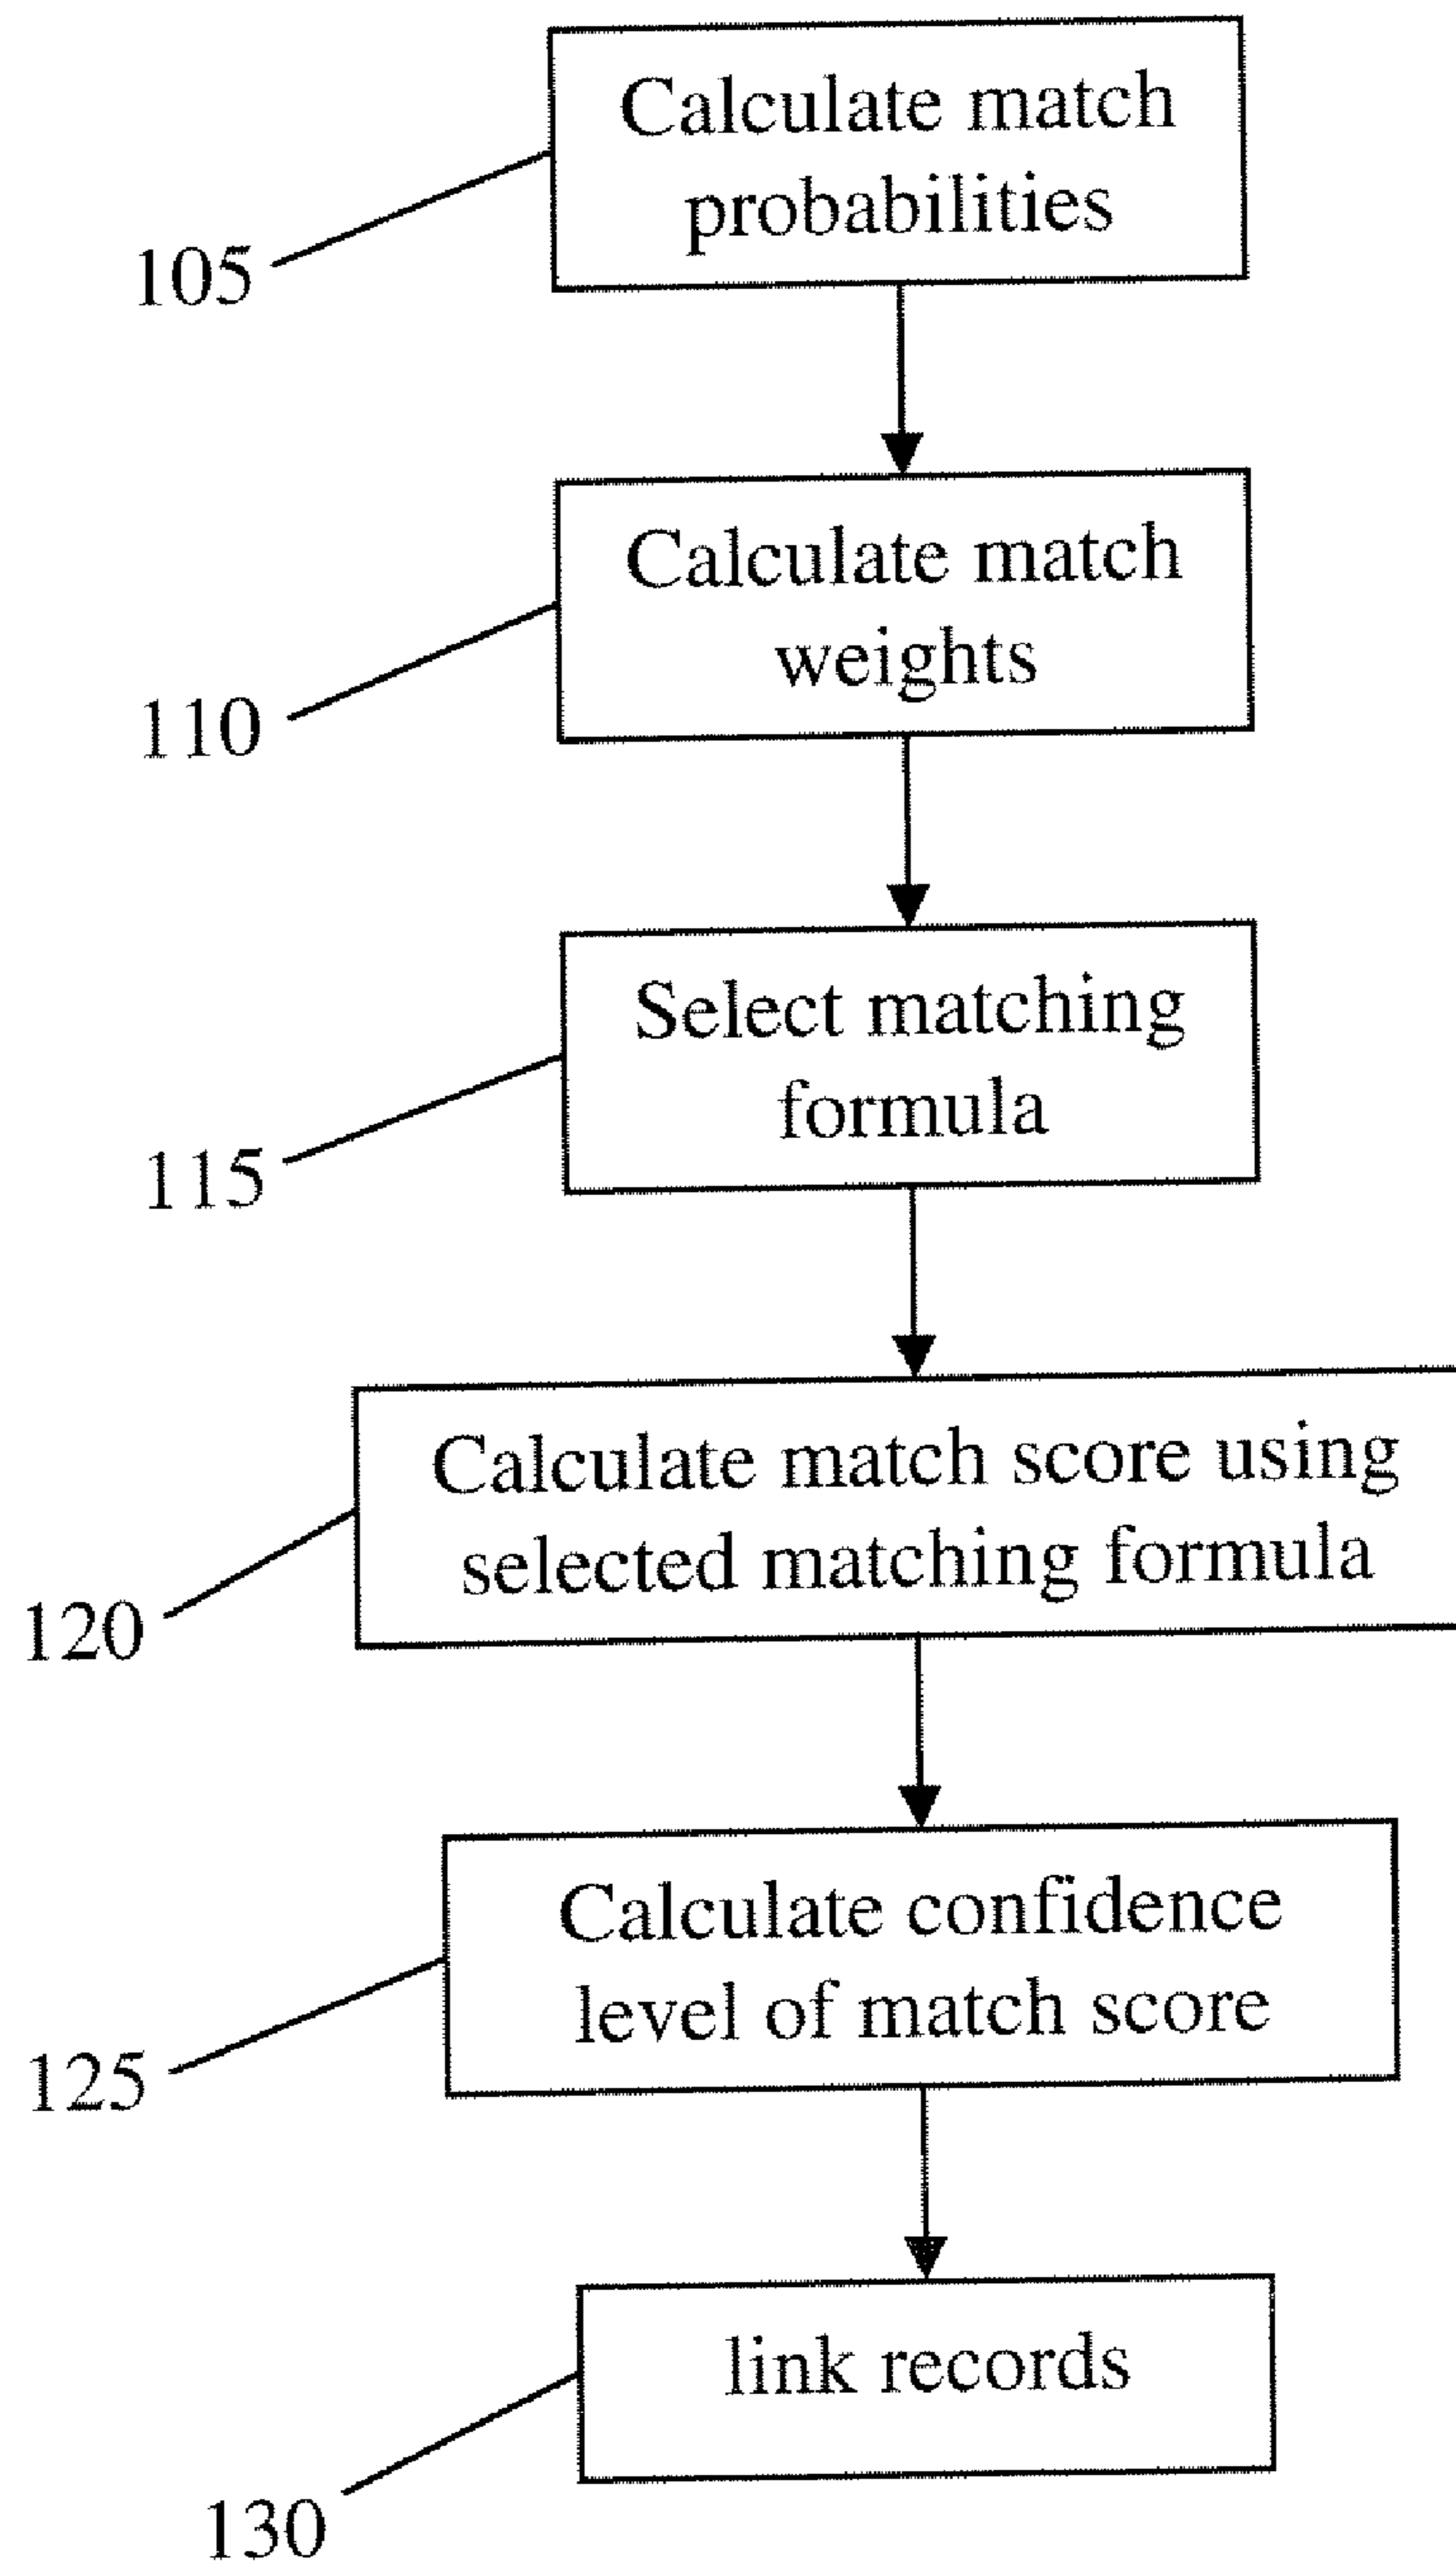 Calculate match
probabilities
105
Calculate match
weights
110
Select matching
formula
115
Calculate match score using
selected matching formula
120
Calculate confidence
level of match score
125
link records
130